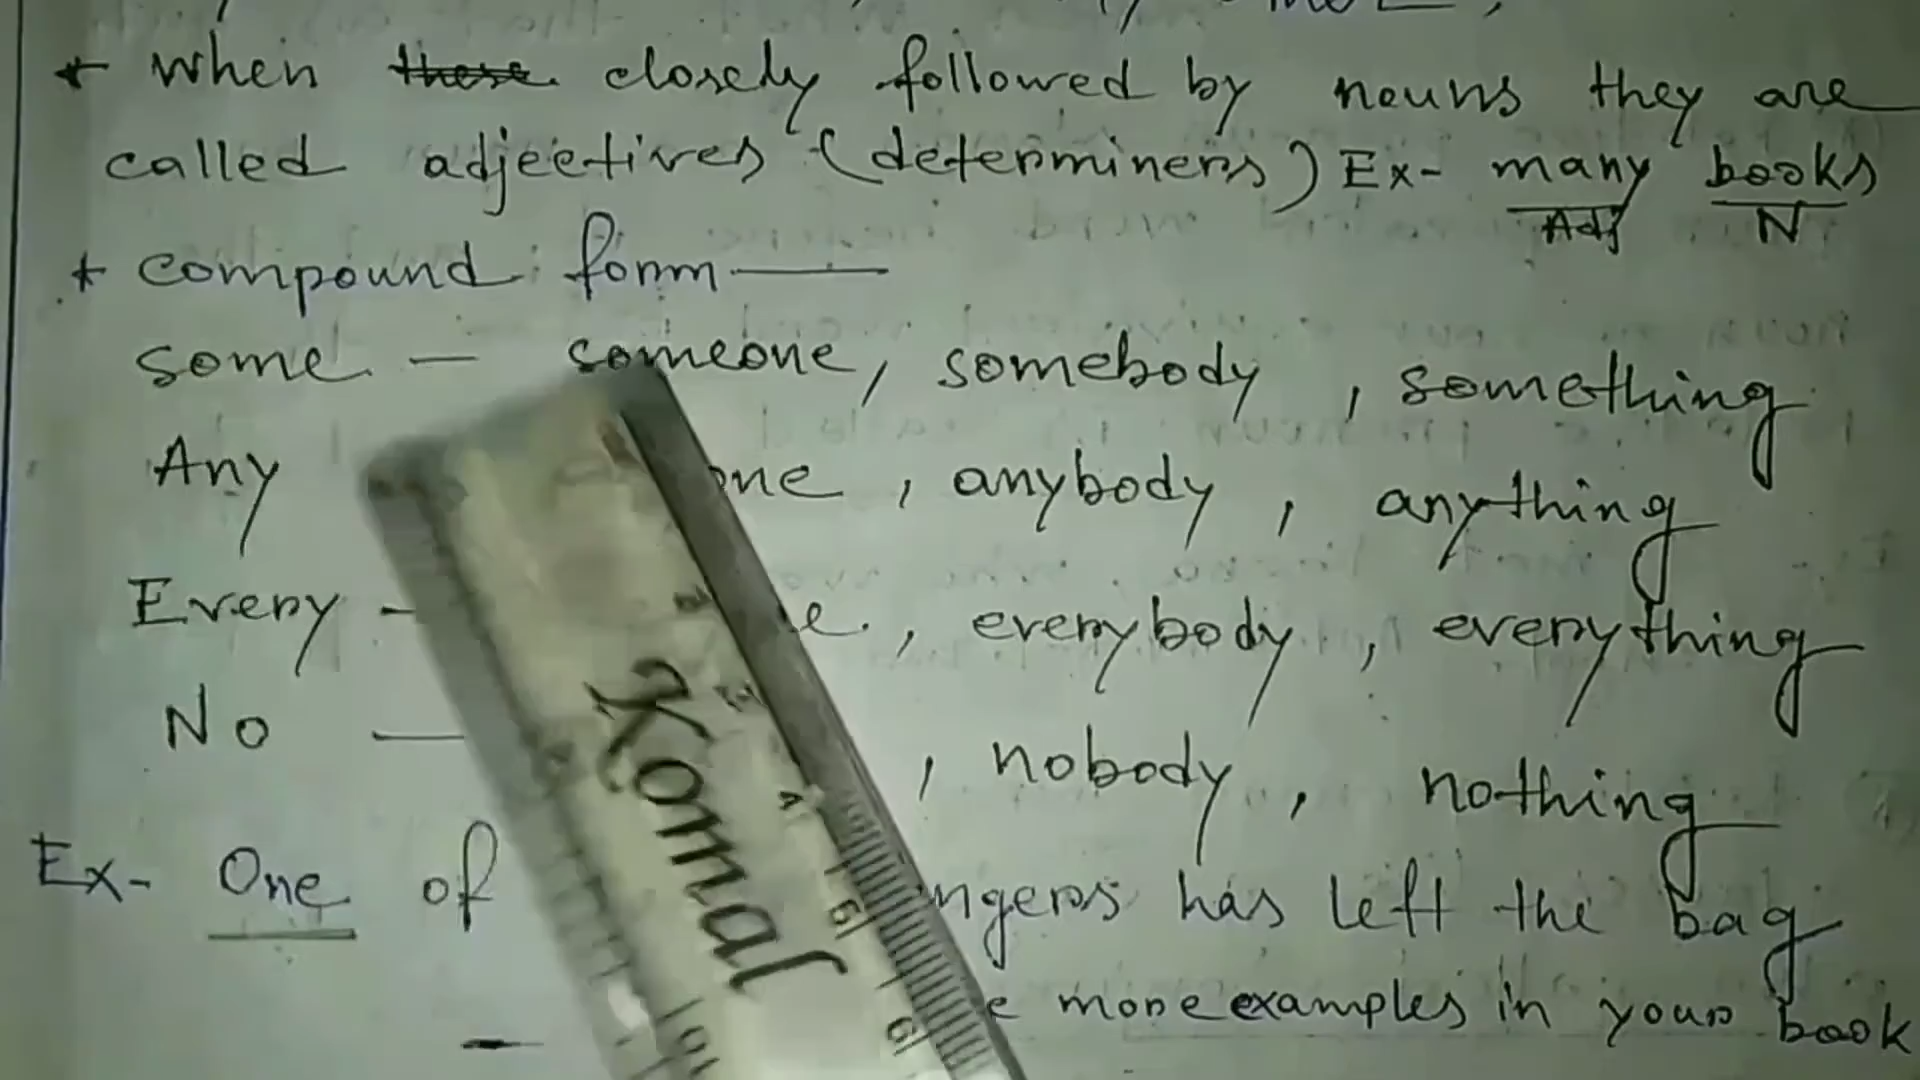 * When closely followed by nouns they are
called adjectives (determiners) Ex- many books
Adj N
* compound form —
some — someone, somebody, something
Any one, anybody, anything
Every - e, everybody, everything
No — , nobody, nothing
Ex- One of ngers has left the bag
e more examples in your book
Komal